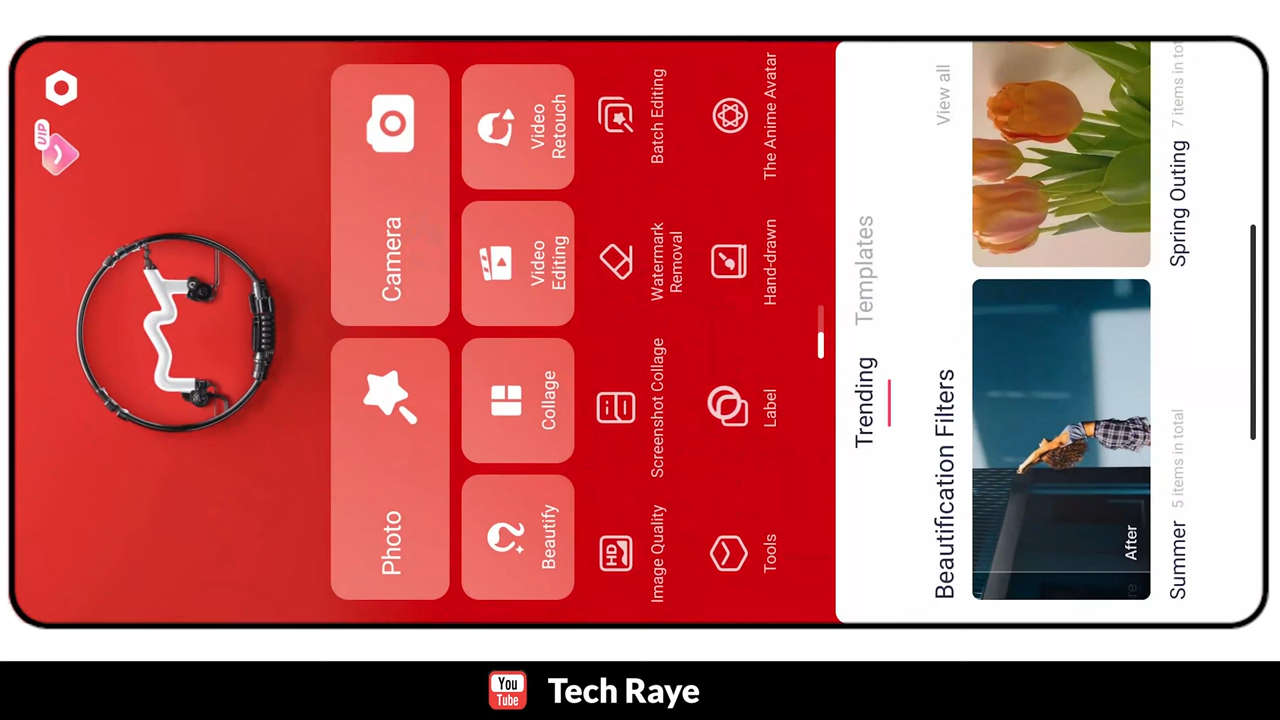 VIP
Photo
Camera
Beautify
Collage
Video
Editing
Video
Retouch
HD
Image Quality
Screenshot Collage
Watermark
Removal
Batch Editing
Tools
Label
Hand-drawn
The Anime Avatar
Trending
Templates
Beautification Filters
View all
After
Summer 5 items in total
Spring Outing 7 items in tot
You
Tube
Tech Raye